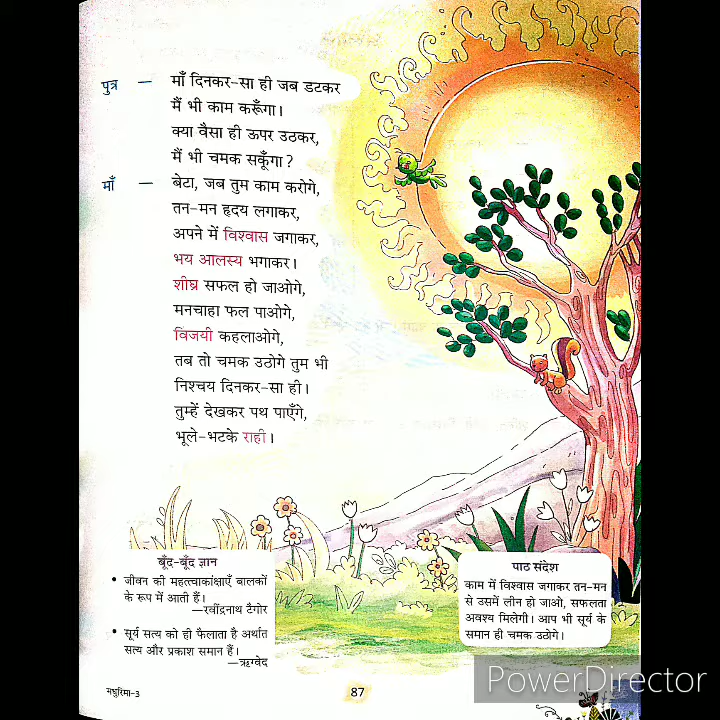 पुत्र — माँ दिनकर-सा ही जब डटकर
मैं भी काम करूँगा।
क्या वैसा ही ऊपर उठकर,
मैं भी चमक सकूँगा?
माँ — बेटा, जब तुम काम करोगे,
तन-मन हृदय लगाकर,
अपने में विश्वास जगाकर,
भय आलस्य भगाकर।
शीघ्र सफल हो जाओगे,
मनचाहा फल पाओगे,
विजयी कहलाओगे,
तब तो चमक उठोगे तुम भी
निश्चय दिनकर-सा ही।
तुम्हें देखकर पथ पाएँगे,
भूले-भटके राही।
बूँद-बूँद ज्ञान
• जीवन की महत्त्वाकांक्षाएँ बालकों
के रूप में आती हैं।
—रवींद्रनाथ टैगोर
• सूर्य सत्य को ही फैलाता है अर्थात
सत्य और प्रकाश समान हैं।
—ऋग्वेद
पाठ संदेश
काम में विश्वास जगाकर तन-मन
से उसमें लीन हो जाओ, सफलता
अवश्य मिलेगी। आप भी सूर्य के
समान ही चमक उठोगे।
मधुरिमा-3
87
PowerDirector